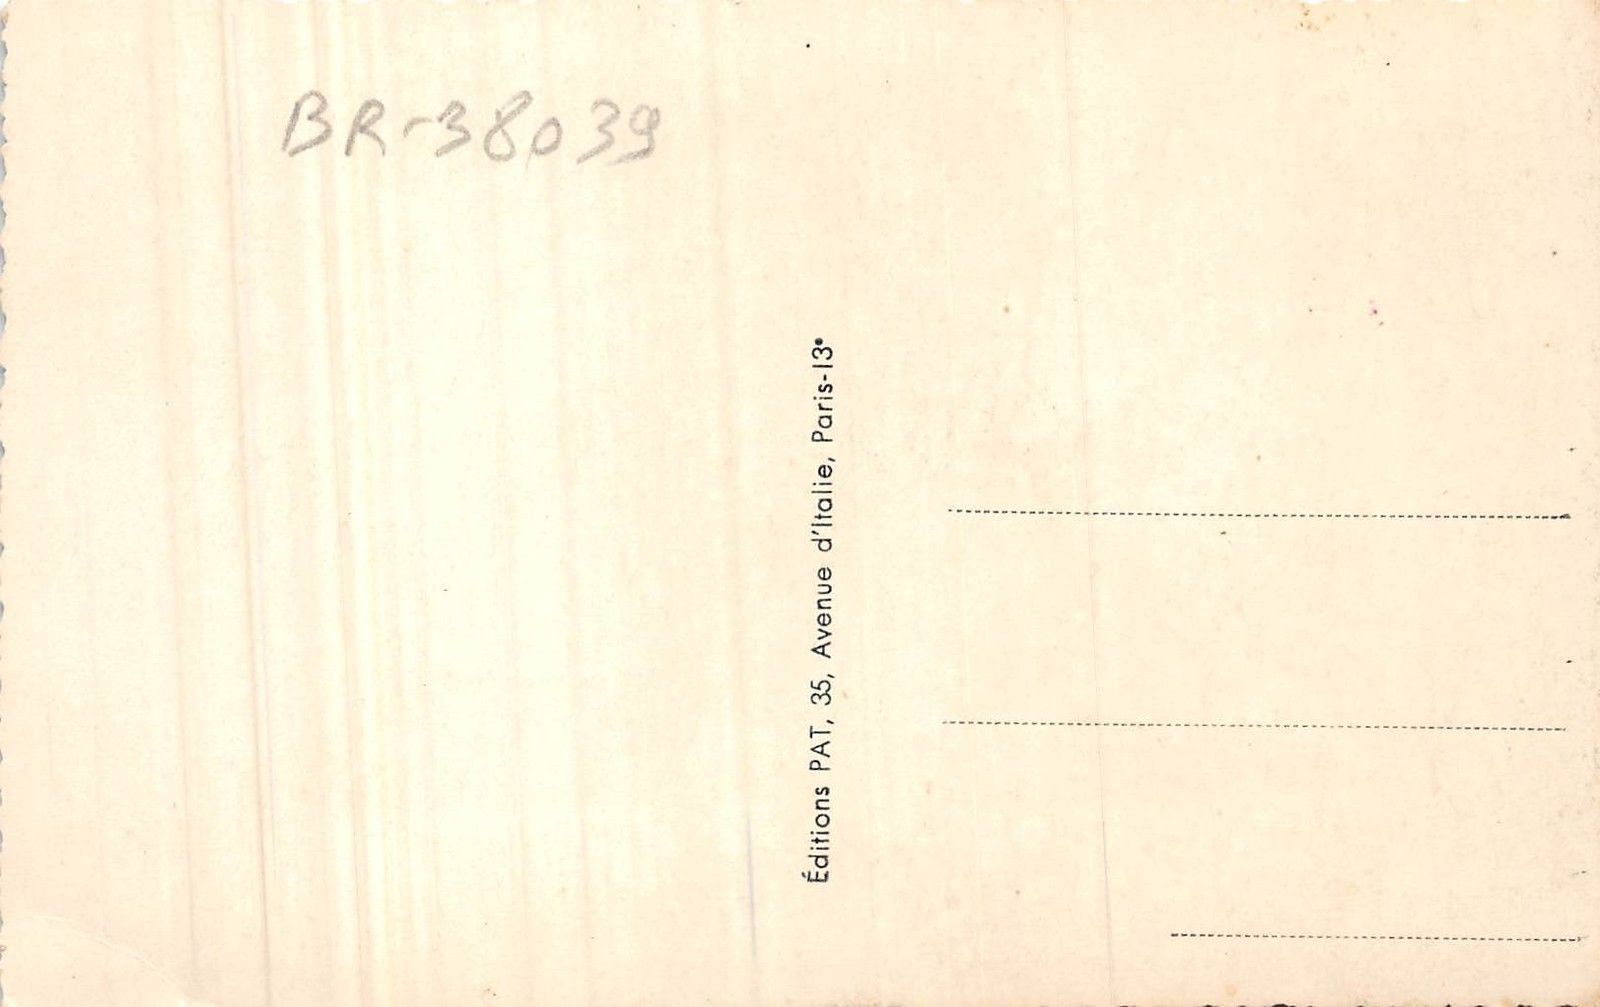 BR-38039
Éditions PAT, 35, Avenue d'Italie, Paris-13e